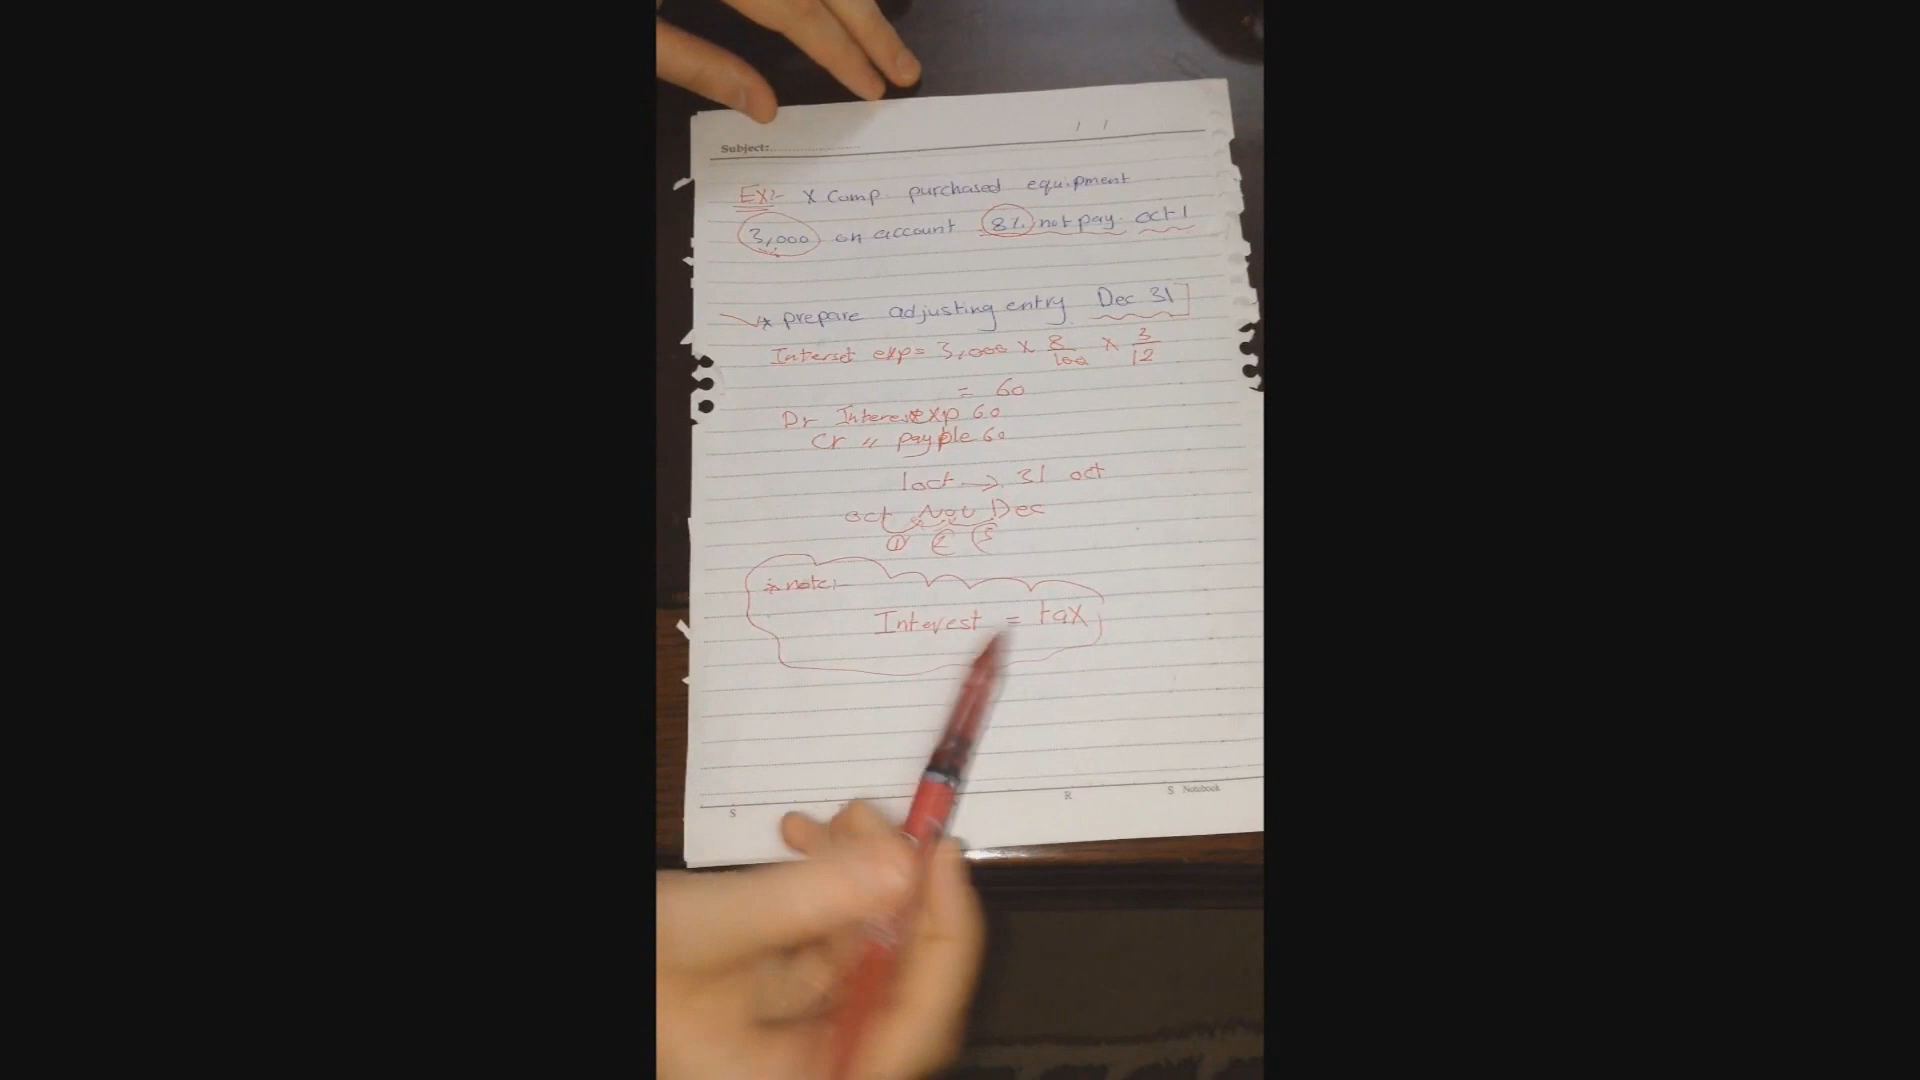 Subject:
/ /
EX:- X Comp. purchased equipment
3,000 on account 8% not pay. oct 1
* prepare adjusting entry Dec 31
Interset exp = 3,000 x 8/100 x 3/12
= 60
Dr Interest exp 60
Cr " payple 60
1 oct → 31 oct
oct Nov Dec
1 2 3
* note:
Interest = tax
S R S Notebook